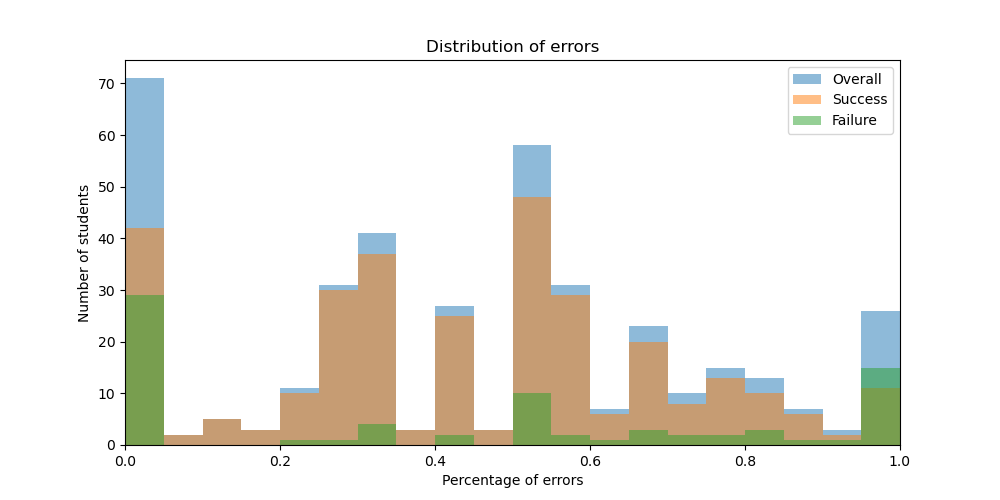 Distribution of errors
Overall
Success
Failure
Number of students
70
60
50
40
30
20
10
0
0.0 0.2 0.4 0.6 0.8 1.0
Percentage of errors